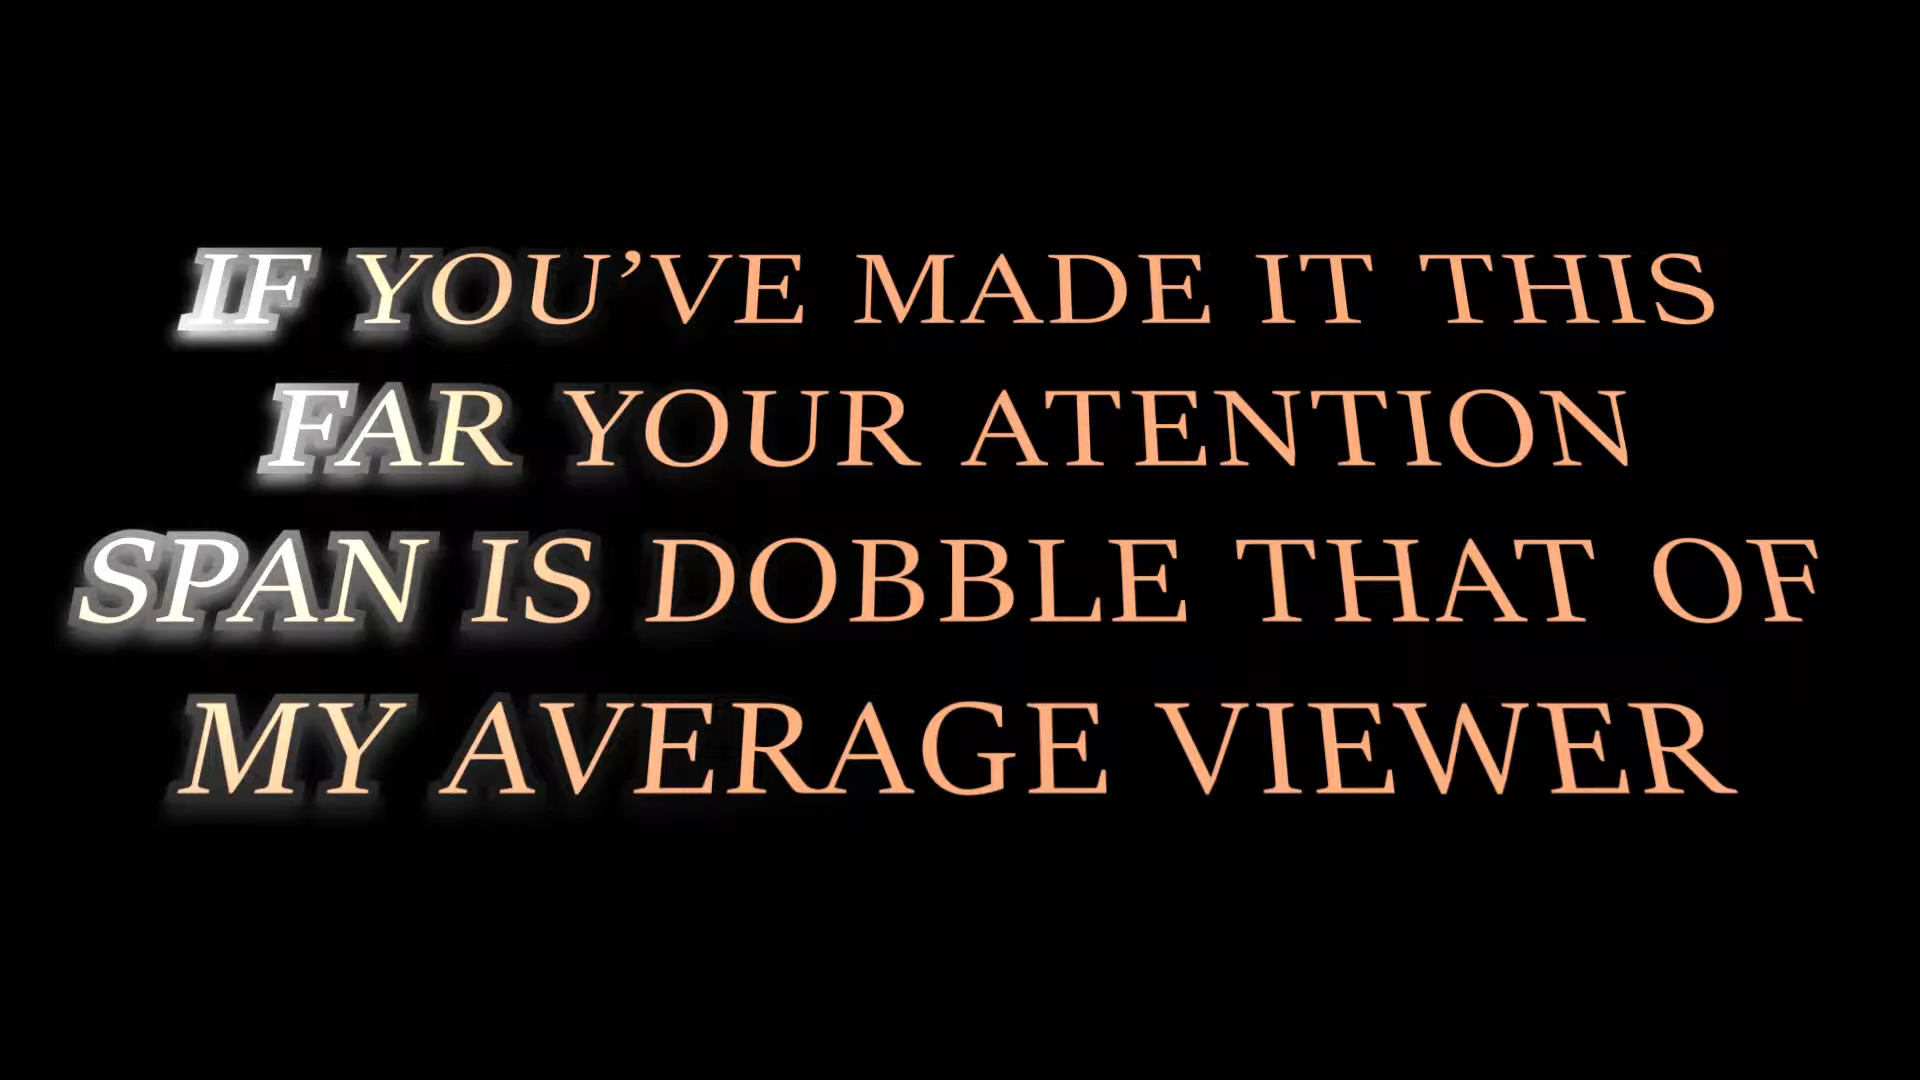 IF YOU’VE MADE IT THIS
FAR YOUR ATENTION
SPAN IS DOBBLE THAT OF
MY AVERAGE VIEWER